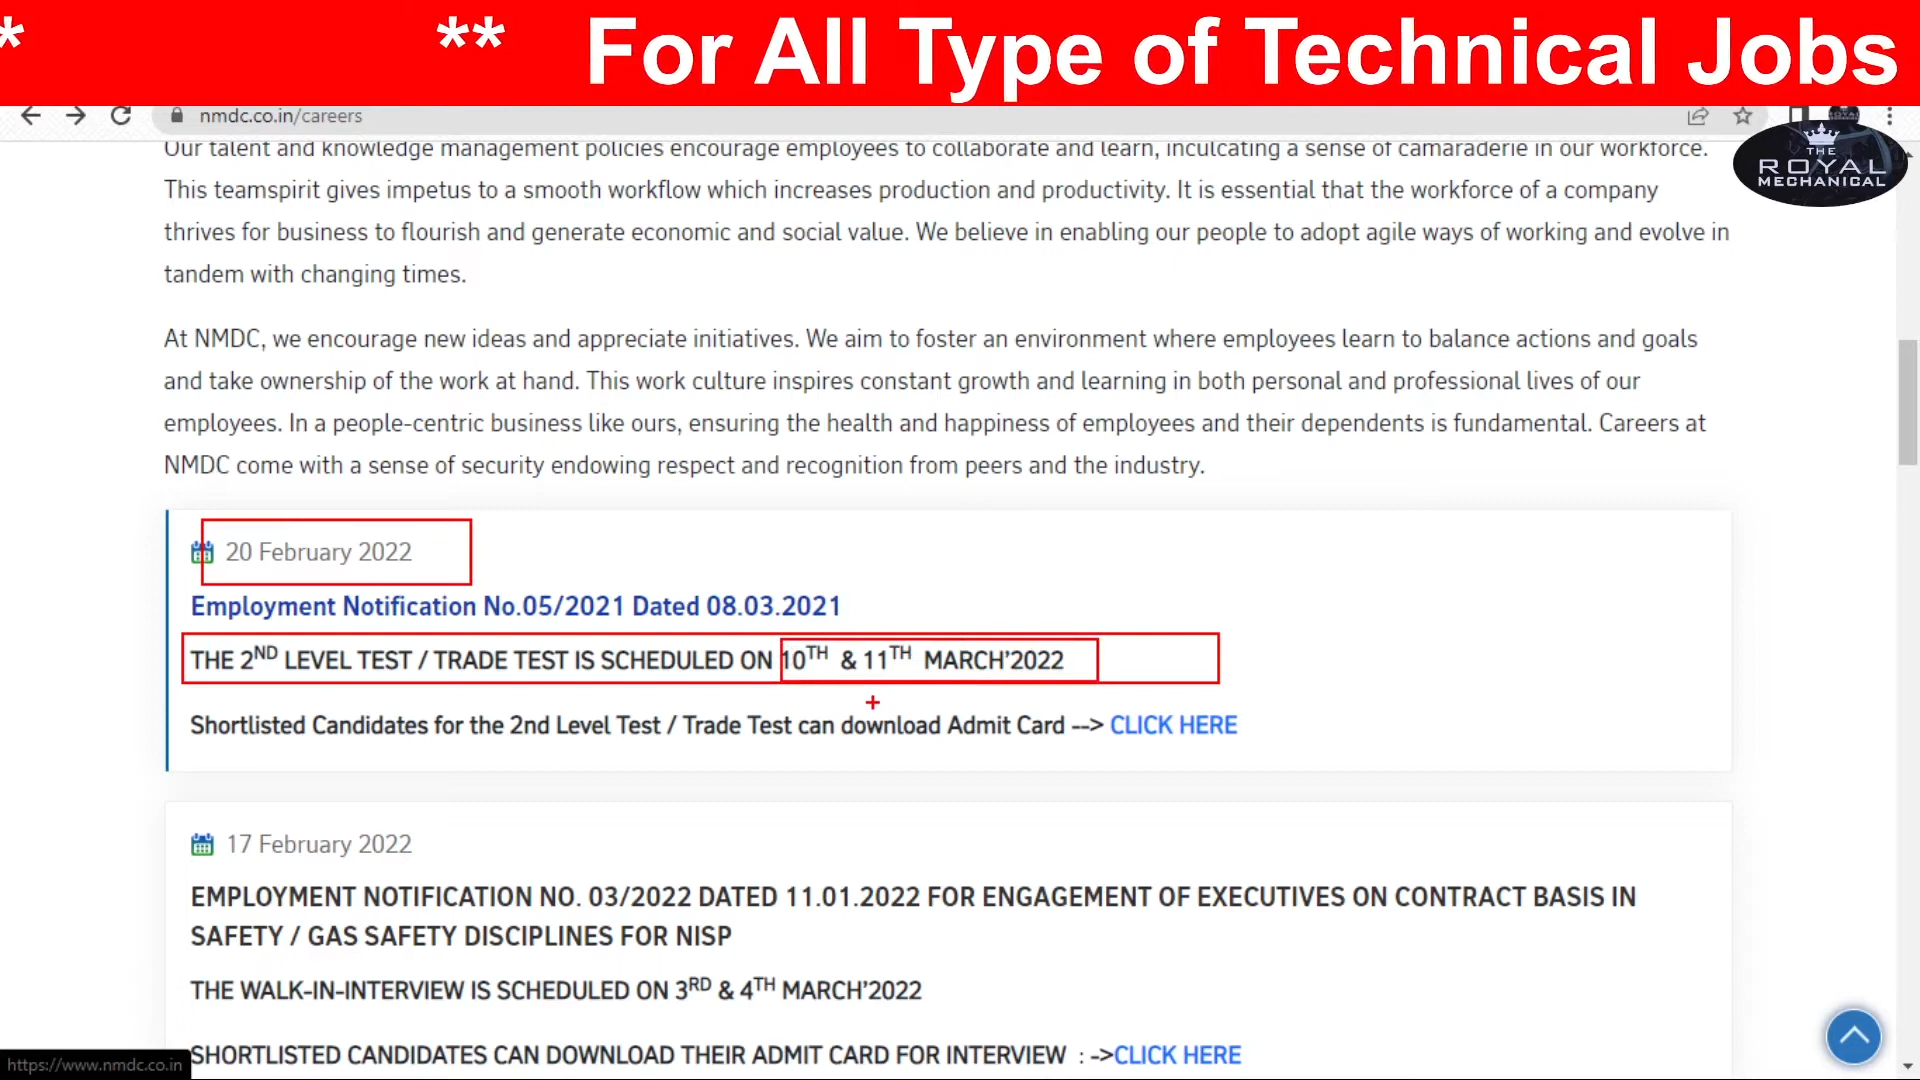 * ** For All Type of Technical Jobs
nmdc.co.in/careers
THE
ROYAL
MECHANICAL
Our talent and knowledge management policies encourage employees to collaborate and learn, inculcating a sense of camaraderie in our workforce.
This teamspirit gives impetus to a smooth workflow which increases production and productivity. It is essential that the workforce of a company
thrives for business to flourish and generate economic and social value. We believe in enabling our people to adopt agile ways of working and evolve in
tandem with changing times.
At NMDC, we encourage new ideas and appreciate initiatives. We aim to foster an environment where employees learn to balance actions and goals
and take ownership of the work at hand. This work culture inspires constant growth and learning in both personal and professional lives of our
employees. In a people-centric business like ours, ensuring the health and happiness of employees and their dependents is fundamental. Careers at
NMDC come with a sense of security endowing respect and recognition from peers and the industry.
20 February 2022
Employment Notification No.05/2021 Dated 08.03.2021
THE 2ND LEVEL TEST / TRADE TEST IS SCHEDULED ON 10TH & 11TH MARCH'2022
Shortlisted Candidates for the 2nd Level Test / Trade Test can download Admit Card --> CLICK HERE
17 February 2022
EMPLOYMENT NOTIFICATION NO. 03/2022 DATED 11.01.2022 FOR ENGAGEMENT OF EXECUTIVES ON CONTRACT BASIS IN
SAFETY / GAS SAFETY DISCIPLINES FOR NISP
THE WALK-IN-INTERVIEW IS SCHEDULED ON 3RD & 4TH MARCH'2022
SHORTLISTED CANDIDATES CAN DOWNLOAD THEIR ADMIT CARD FOR INTERVIEW : ->CLICK HERE
https://www.nmdc.co.in